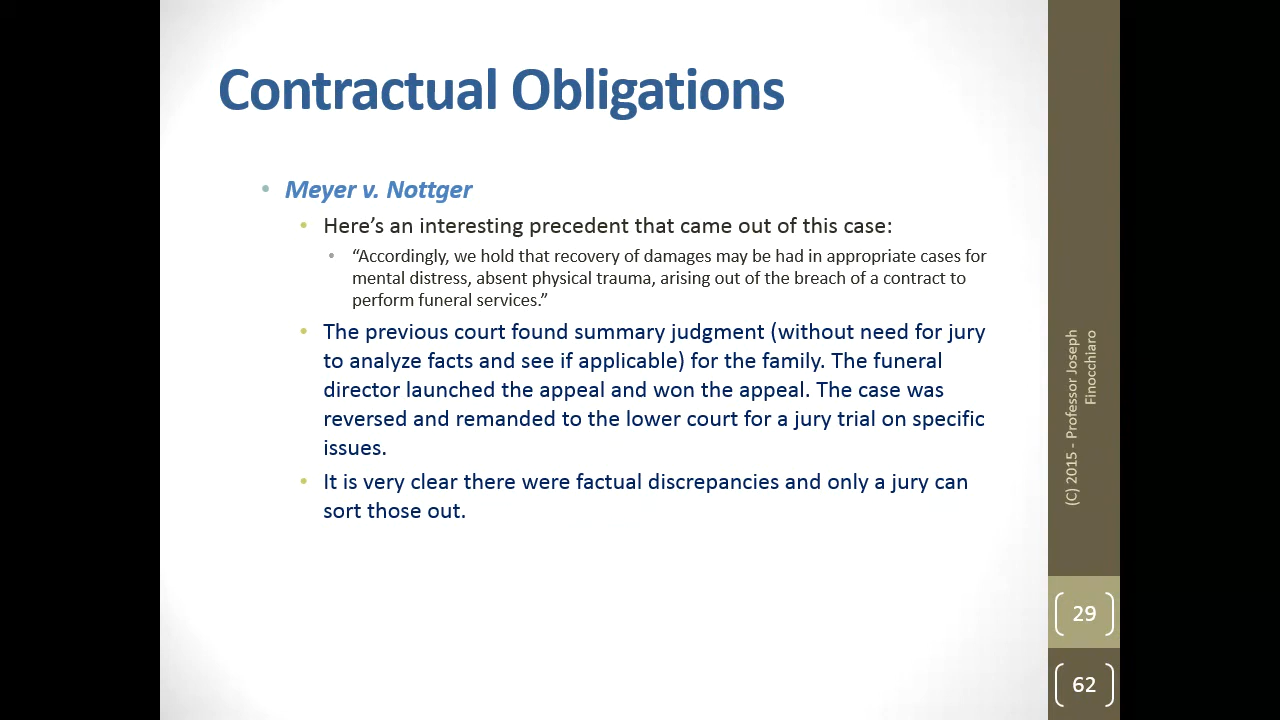 Contractual Obligations
• Meyer v. Nottger
• Here’s an interesting precedent that came out of this case:
• “Accordingly, we hold that recovery of damages may be had in appropriate cases for
mental distress, absent physical trauma, arising out of the breach of a contract to
perform funeral services.”
• The previous court found summary judgment (without need for jury
to analyze facts and see if applicable) for the family. The funeral
director launched the appeal and won the appeal. The case was
reversed and remanded to the lower court for a jury trial on specific
issues.
• It is very clear there were factual discrepancies and only a jury can
sort those out.
(C) 2015 - Professor Joseph
Finocchiaro
29
62